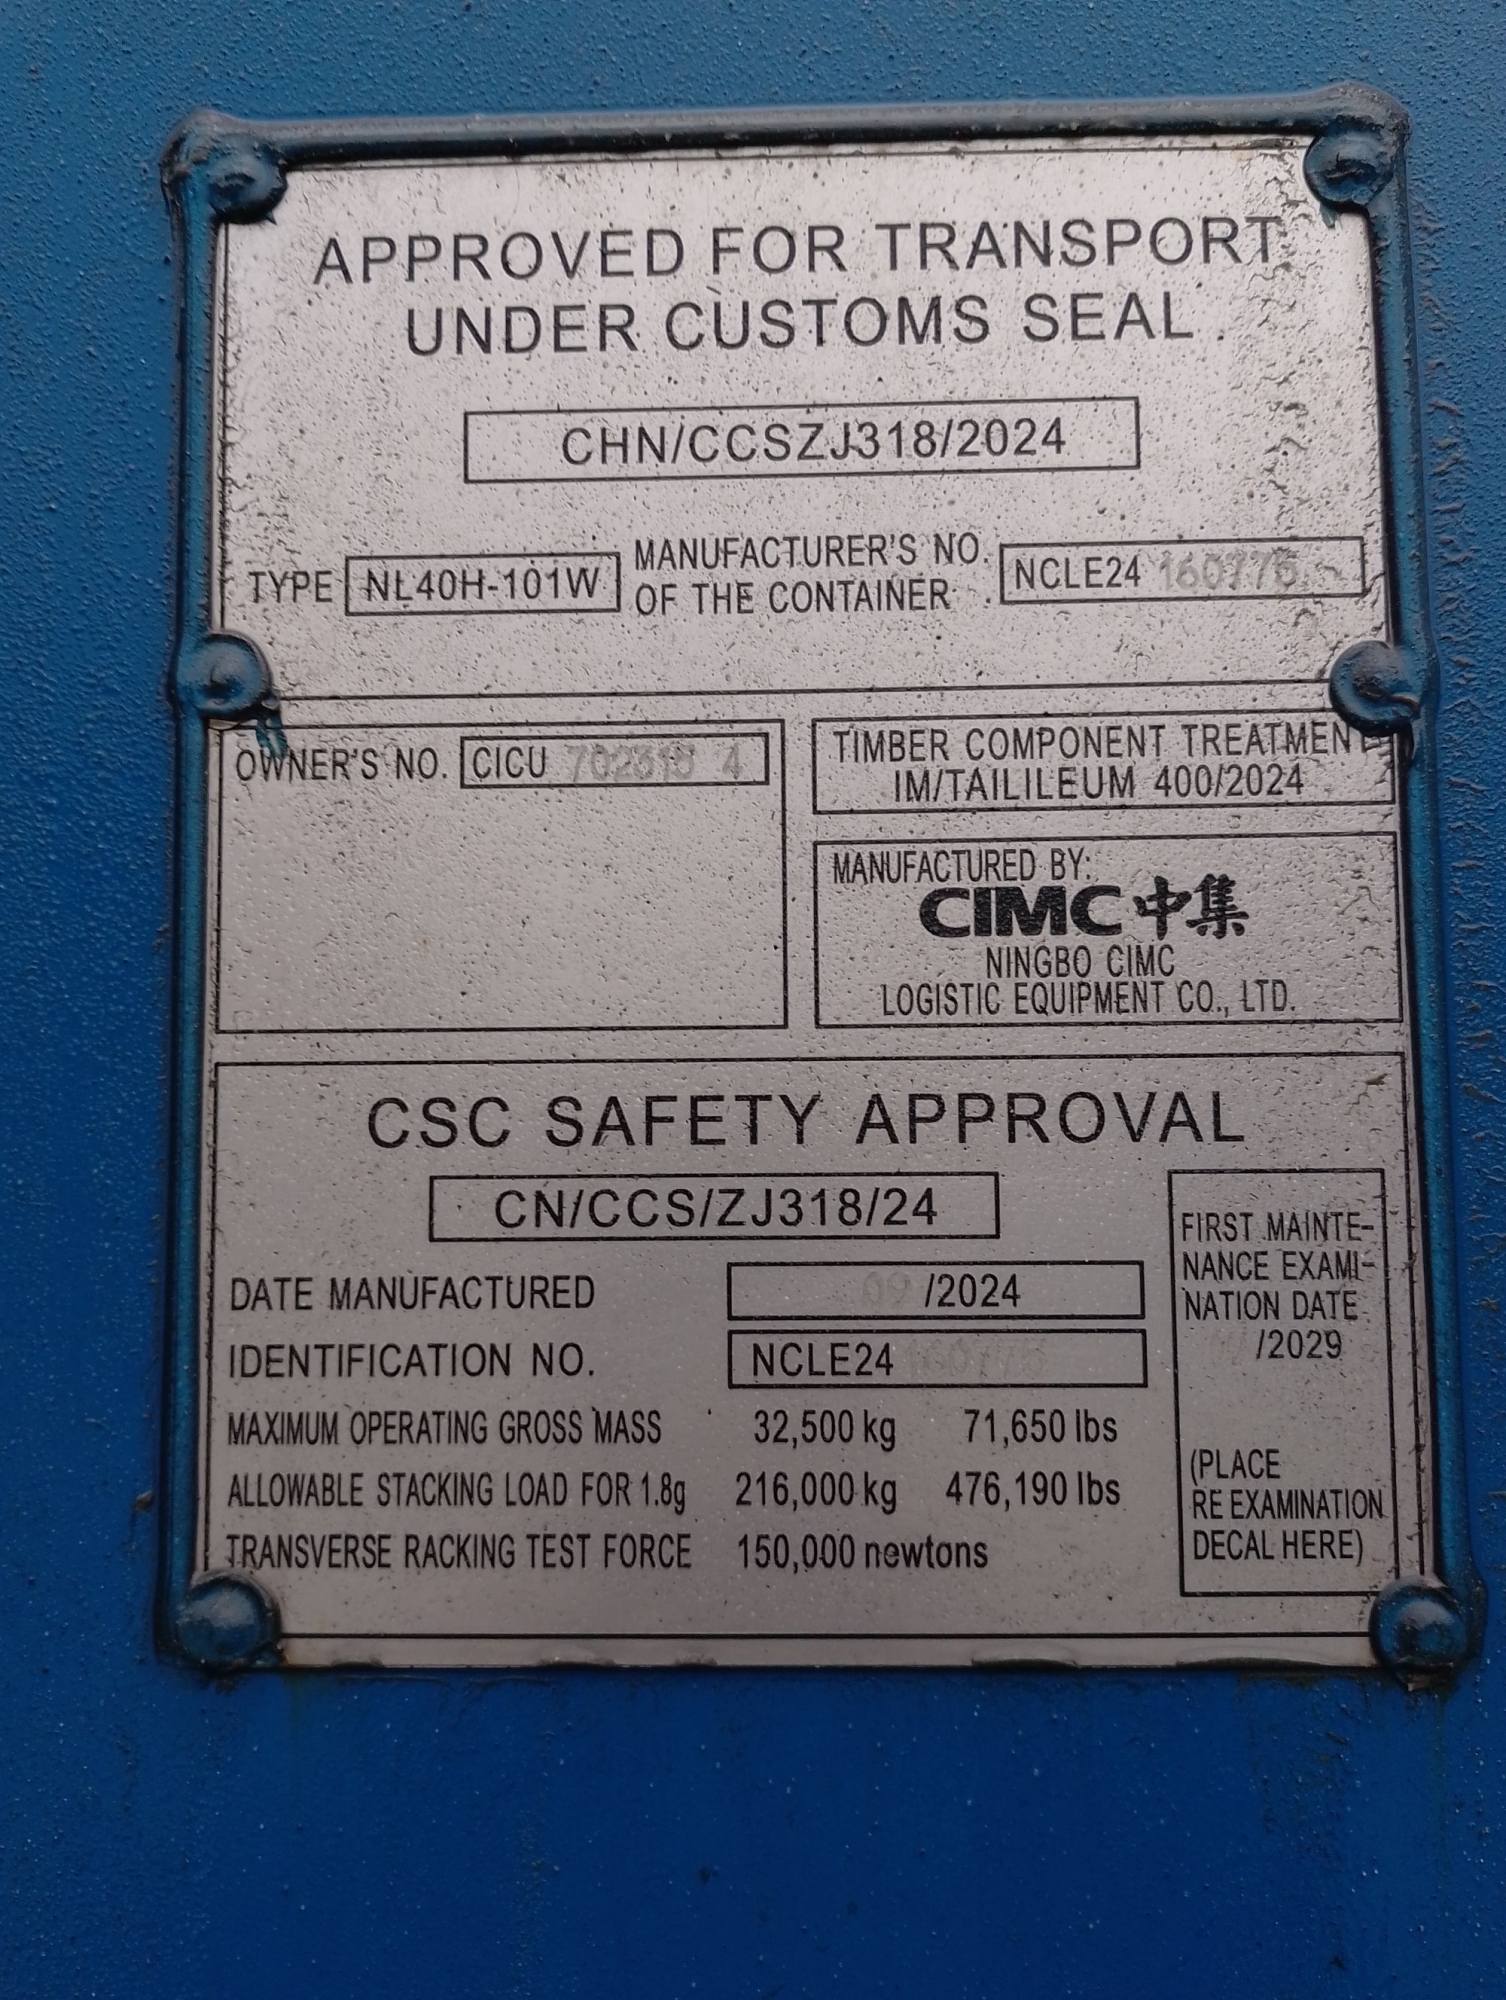 APPROVED FOR TRANSPORT
UNDER CUSTOMS SEAL
CHN/CCSZJ318/2024
TYPE NL40H-101W MANUFACTURER'S NO. OF THE CONTAINER NCLE24 160775
OWNER'S NO. CICU
TIMBER COMPONENT TREATMENT
IM/TAILILEUM 400/2024
MANUFACTURED BY:
CIMC 中集
NINGBO CIMC
LOGISTIC EQUIPMENT CO., LTD.
CSC SAFETY APPROVAL
CN/CCS/ZJ318/24
DATE MANUFACTURED 09 /2024
IDENTIFICATION NO. NCLE24
MAXIMUM OPERATING GROSS MASS 32,500 kg 71,650 lbs
ALLOWABLE STACKING LOAD FOR 1.8g 216,000 kg 476,190 lbs
TRANSVERSE RACKING TEST FORCE 150,000 newtons
FIRST MAINTE-
NANCE EXAMI-
NATION DATE
/2029
(PLACE
RE EXAMINATION
DECAL HERE)